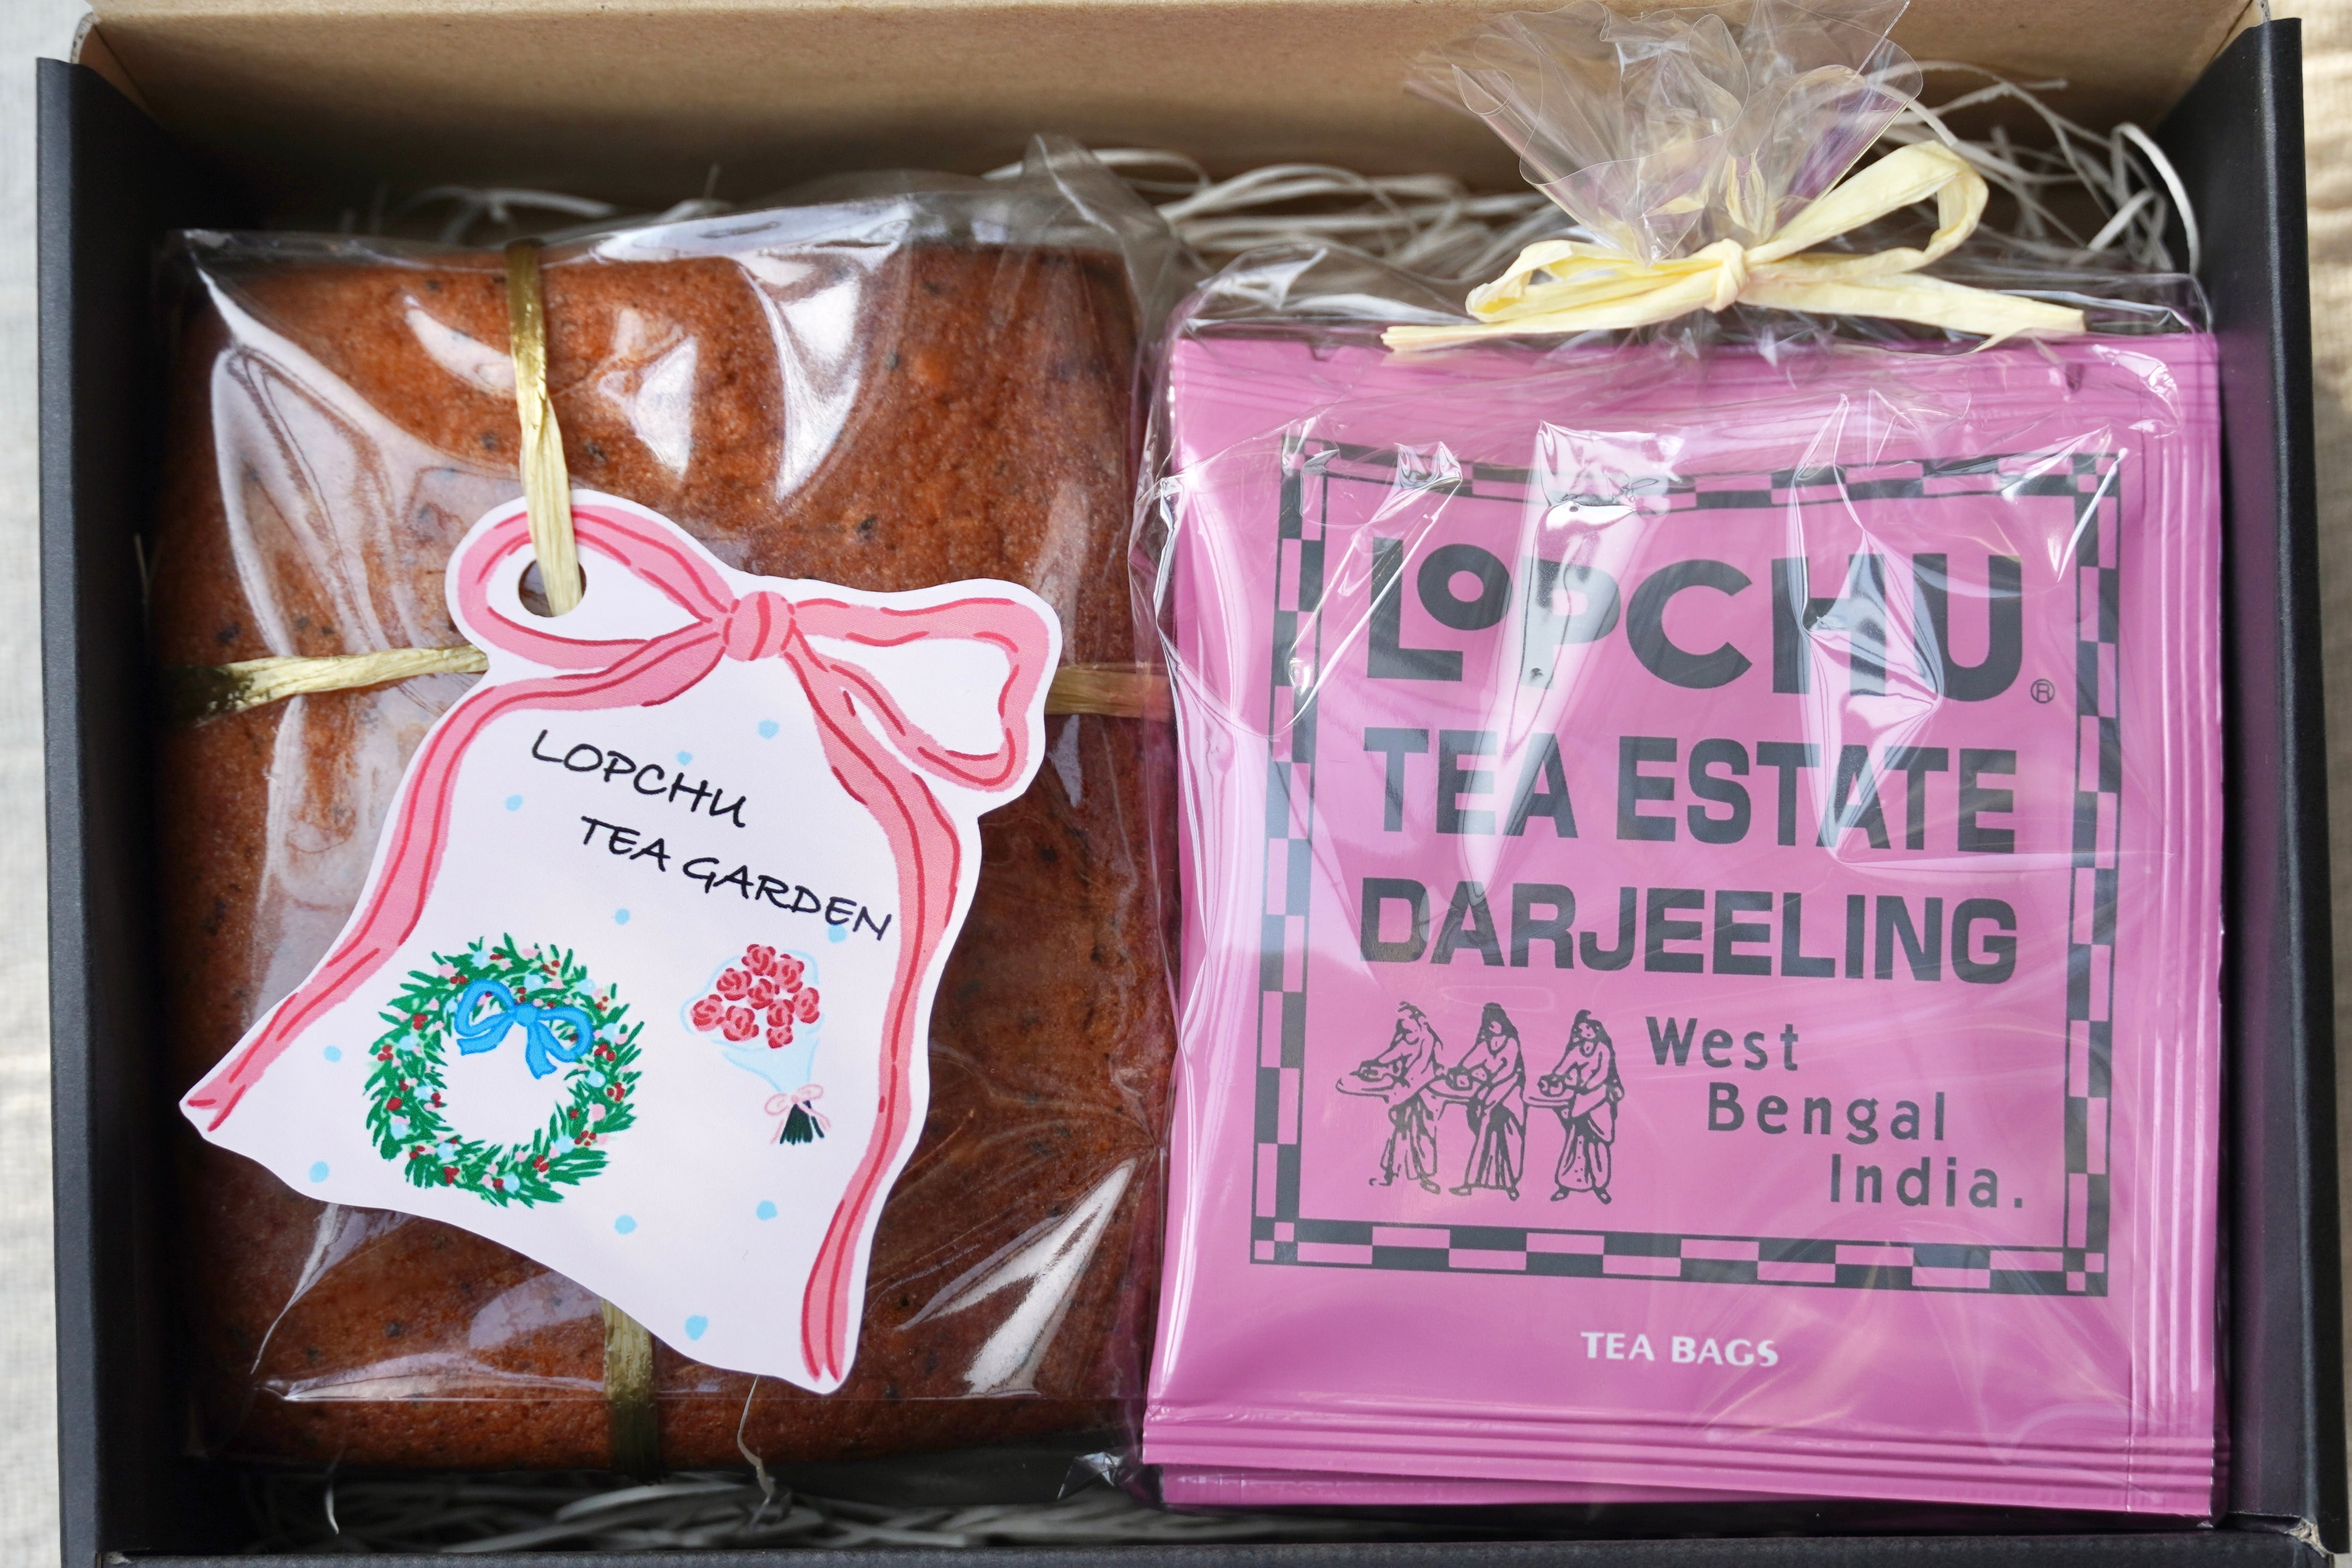 LOPCHU
TEA GARDEN
LOPCHU®
TEA ESTATE
DARJEELING
West
Bengal
India.
TEA BAGS